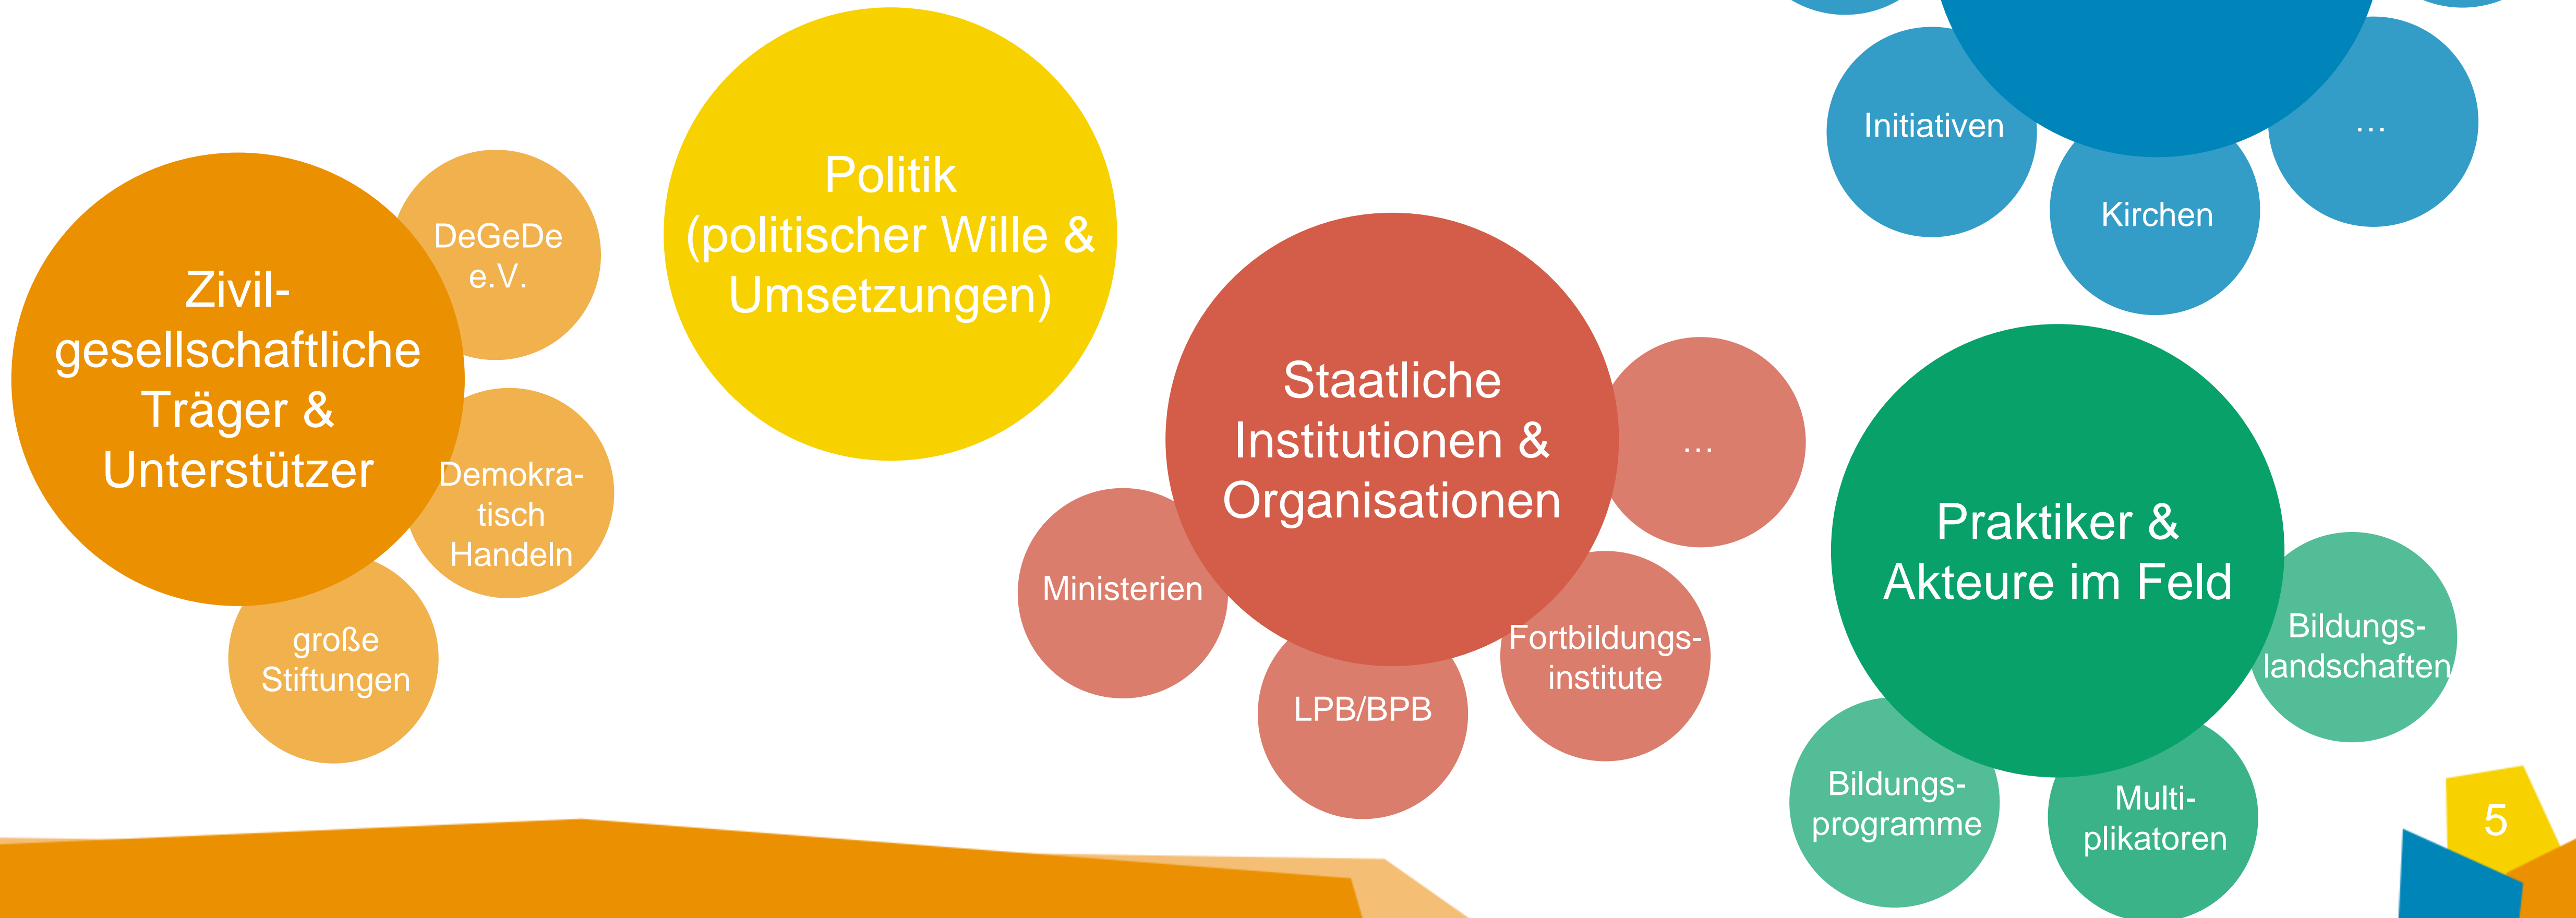 Zivil-
gesellschaftliche
Träger &
Unterstützer
DeGeDe
e.V.
Demokra-
tisch
Handeln
große
Stiftungen
Politik
(politischer Wille &
Umsetzungen)
Staatliche
Institutionen &
Organisationen
...
Ministerien
LPB/BPB
Fortbildungs-
institute
Initiativen
Kirchen
...
Praktiker &
Akteure im Feld
Bildungs-
landschaften
Bildungs-
programme
Multi-
plikatoren
5